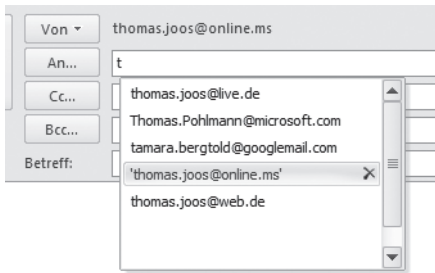 Von
thomas.joos@online.ms
An...
t
Cc...
thomas.joos@live.de
Thomas.Pohlmann@microsoft.com
Bcc...
tamara.bergtold@googlemail.com
Betreff:
'thomas.joos@online.ms'
thomas.joos@web.de